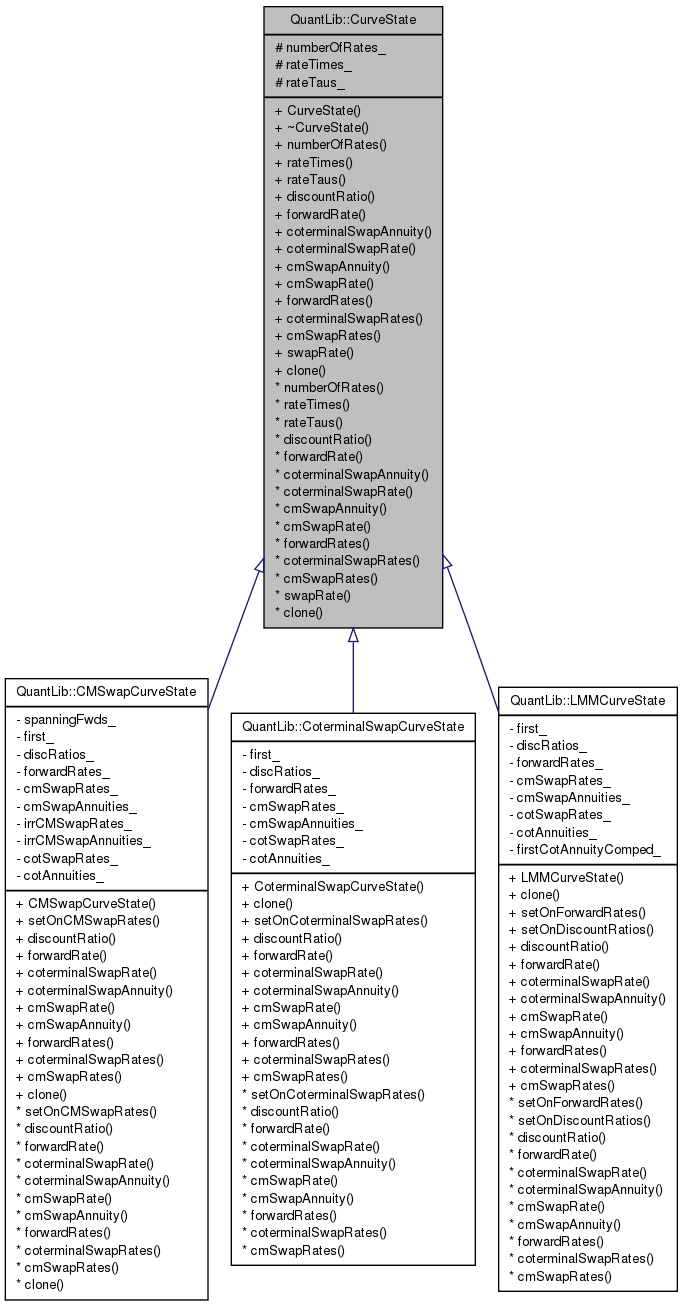 QuantLib::CurveState
# numberOfRates_
# rateTimes_
# rateTaus_
+ CurveState()
+ ~CurveState()
+ numberOfRates()
+ rateTimes()
+ rateTaus()
+ discountRatio()
+ forwardRate()
+ coterminalSwapAnnuity()
+ coterminalSwapRate()
+ cmSwapAnnuity()
+ cmSwapRate()
+ forwardRates()
+ coterminalSwapRates()
+ cmSwapRates()
+ swapRate()
+ clone()
* numberOfRates()
* rateTimes()
* rateTaus()
* discountRatio()
* forwardRate()
* coterminalSwapAnnuity()
* coterminalSwapRate()
* cmSwapAnnuity()
* cmSwapRate()
* forwardRates()
* coterminalSwapRates()
* cmSwapRates()
* swapRate()
* clone()
QuantLib::CMSwapCurveState
- spanningFwds_
- first_
- discRatios_
- forwardRates_
- cmSwapRates_
- cmSwapAnnuities_
- irrCMSwapRates_
- irrCMSwapAnnuities_
- cotSwapRates_
- cotAnnuities_
+ CMSwapCurveState()
+ setOnCMSwapRates()
+ discountRatio()
+ forwardRate()
+ coterminalSwapRate()
+ coterminalSwapAnnuity()
+ cmSwapRate()
+ cmSwapAnnuity()
+ forwardRates()
+ coterminalSwapRates()
+ cmSwapRates()
+ clone()
* setOnCMSwapRates()
* discountRatio()
* forwardRate()
* coterminalSwapRate()
* coterminalSwapAnnuity()
* cmSwapRate()
* cmSwapAnnuity()
* forwardRates()
* coterminalSwapRates()
* cmSwapRates()
* clone()
QuantLib::CoterminalSwapCurveState
- first_
- discRatios_
- forwardRates_
- cmSwapRates_
- cmSwapAnnuities_
- cotSwapRates_
- cotAnnuities_
+ CoterminalSwapCurveState()
+ clone()
+ setOnCoterminalSwapRates()
+ discountRatio()
+ forwardRate()
+ coterminalSwapRate()
+ coterminalSwapAnnuity()
+ cmSwapRate()
+ cmSwapAnnuity()
+ forwardRates()
+ coterminalSwapRates()
+ cmSwapRates()
* setOnCoterminalSwapRates()
* discountRatio()
* forwardRate()
* coterminalSwapRate()
* coterminalSwapAnnuity()
* cmSwapRate()
* cmSwapAnnuity()
* forwardRates()
* coterminalSwapRates()
* cmSwapRates()
QuantLib::LMMCurveState
- first_
- discRatios_
- forwardRates_
- cmSwapRates_
- cmSwapAnnuities_
- cotSwapRates_
- cotAnnuities_
- firstCotAnnuityComped_
+ LMMCurveState()
+ clone()
+ setOnForwardRates()
+ setOnDiscountRatios()
+ discountRatio()
+ forwardRate()
+ coterminalSwapRate()
+ coterminalSwapAnnuity()
+ cmSwapRate()
+ cmSwapAnnuity()
+ forwardRates()
+ coterminalSwapRates()
+ cmSwapRates()
* setOnForwardRates()
* setOnDiscountRatios()
* discountRatio()
* forwardRate()
* coterminalSwapRate()
* coterminalSwapAnnuity()
* cmSwapRate()
* cmSwapAnnuity()
* forwardRates()
* coterminalSwapRates()
* cmSwapRates()